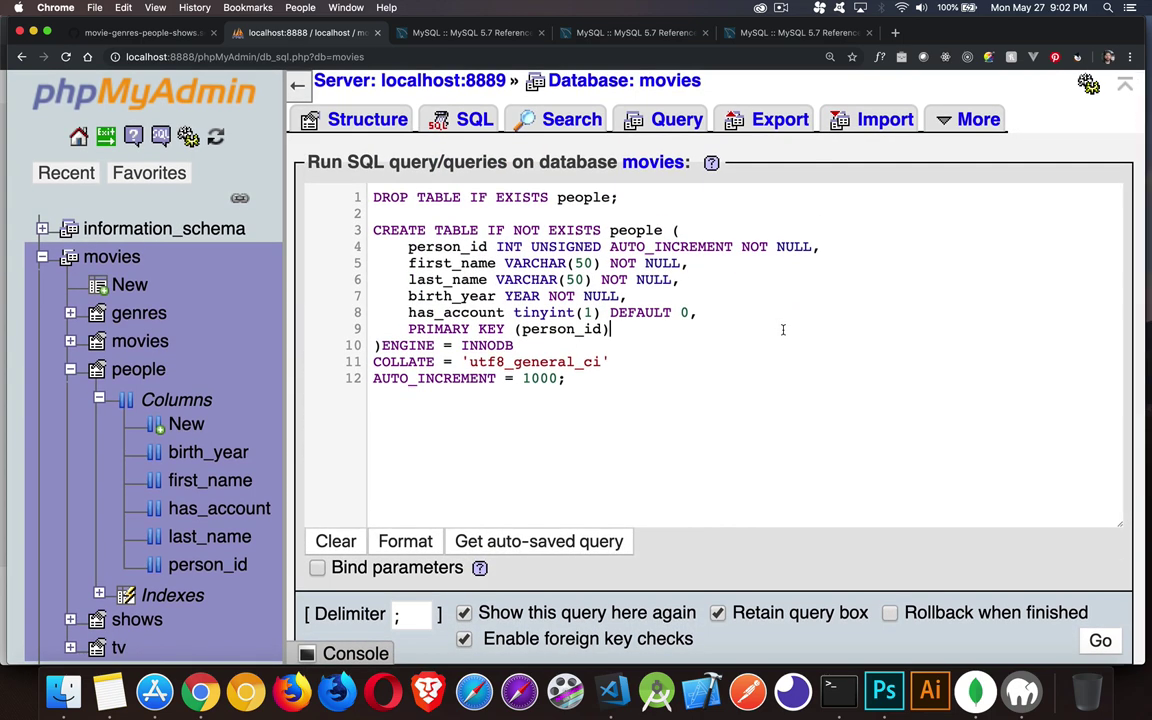 Chrome File Edit View History Bookmarks People Window Help 100% Mon May 27 9:02 PM
movie-genres-people-shows.s × localhost:8888 / localhost / mo × MySQL :: MySQL 5.7 Reference × MySQL :: MySQL 5.7 Reference × MySQL :: MySQL 5.7 Reference × +
localhost:8888/phpMyAdmin/db_sql.php?db=movies
phpMyAdmin
Recent Favorites
information_schema
movies
New
genres
movies
people
Columns
New
birth_year
first_name
has_account
last_name
person_id
Indexes
shows
tv
Server: localhost:8889 » Database: movies
Structure SQL Search Query Export Import More
Run SQL query/queries on database movies:
1 DROP TABLE IF EXISTS people;
2
3 CREATE TABLE IF NOT EXISTS people (
4 person_id INT UNSIGNED AUTO_INCREMENT NOT NULL,
5 first_name VARCHAR(50) NOT NULL,
6 last_name VARCHAR(50) NOT NULL,
7 birth_year YEAR NOT NULL,
8 has_account tinyint(1) DEFAULT 0,
9 PRIMARY KEY (person_id)
10 )ENGINE = INNODB
11 COLLATE = 'utf8_general_ci'
12 AUTO_INCREMENT = 1000;
Clear Format Get auto-saved query
Bind parameters
[ Delimiter ; ] Show this query here again Retain query box Rollback when finished
Enable foreign key checks
Go
Console
Ps Ai